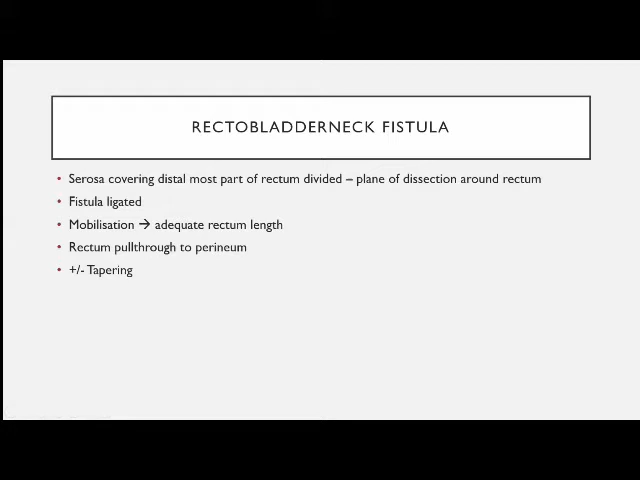 RECTOBLADDERNECK FISTULA
• Serosa covering distal most part of rectum divided – plane of dissection around rectum
• Fistula ligated
• Mobilisation → adequate rectum length
• Rectum pullthrough to perineum
• +/- Tapering